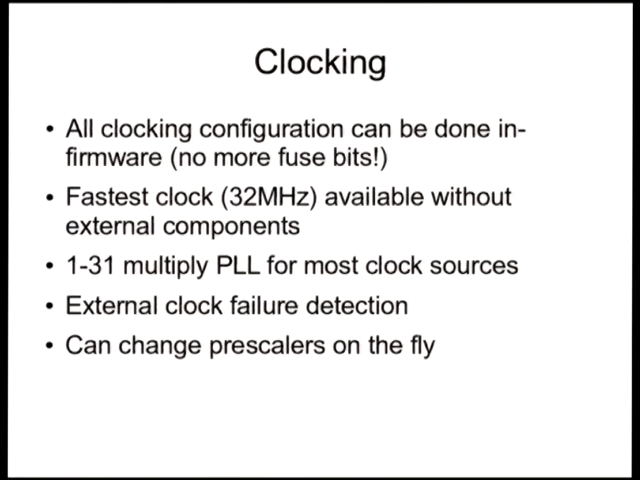 Clocking
• All clocking configuration can be done in-
firmware (no more fuse bits!)
• Fastest clock (32MHz) available without
external components
• 1-31 multiply PLL for most clock sources
• External clock failure detection
• Can change prescalers on the fly